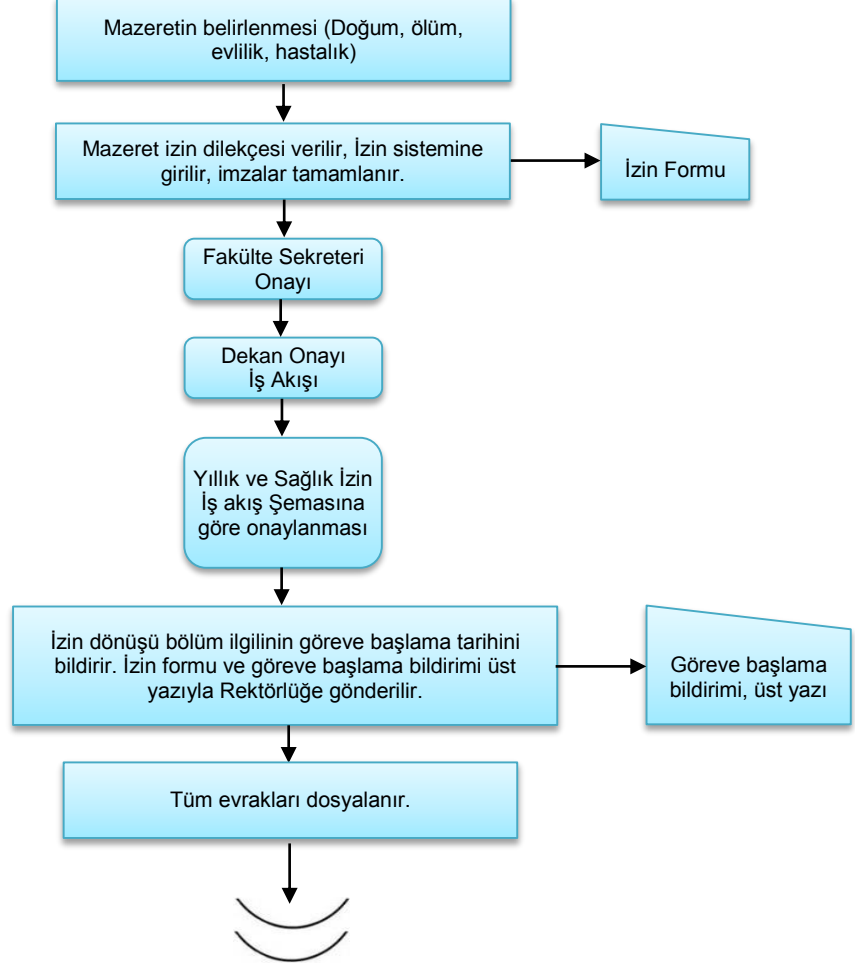 Mazeretin belirlenmesi (Doğum, ölüm,
evlilik, hastalık)
Mazeret izin dilekçesi verilir, İzin sistemine
girilir, imzalar tamamlanır.
İzin Formu
Fakülte Sekreteri
Onayı
Dekan Onayı
İş Akışı
Yıllık ve Sağlık İzin
İş akış Şemasına
göre onaylanması
İzin dönüşü bölüm ilgilinin göreve başlama tarihini
bildirir. İzin formu ve göreve başlama bildirimi üst
yazıyla Rektörlüğe gönderilir.
Göreve başlama
bildirimi, üst yazı
Tüm evrakları dosyalanır.